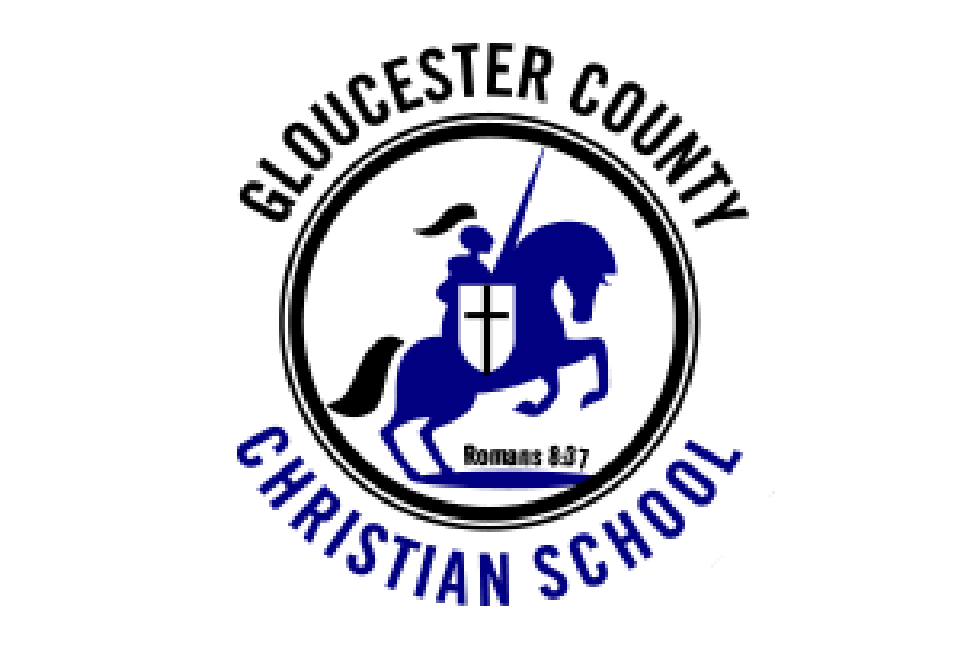 GLOUCESTER COUNTY
Romans 8:37
CHRISTIAN SCHOOL